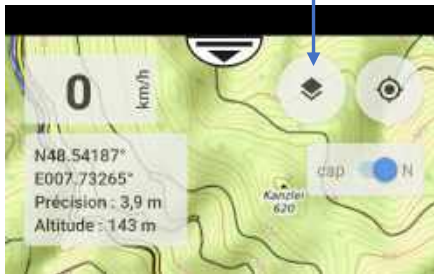 0 km/h
N48.54187°
E007.73265°
Précision : 3,9 m
Altitude : 143 m
cap N
Kanzlei
620